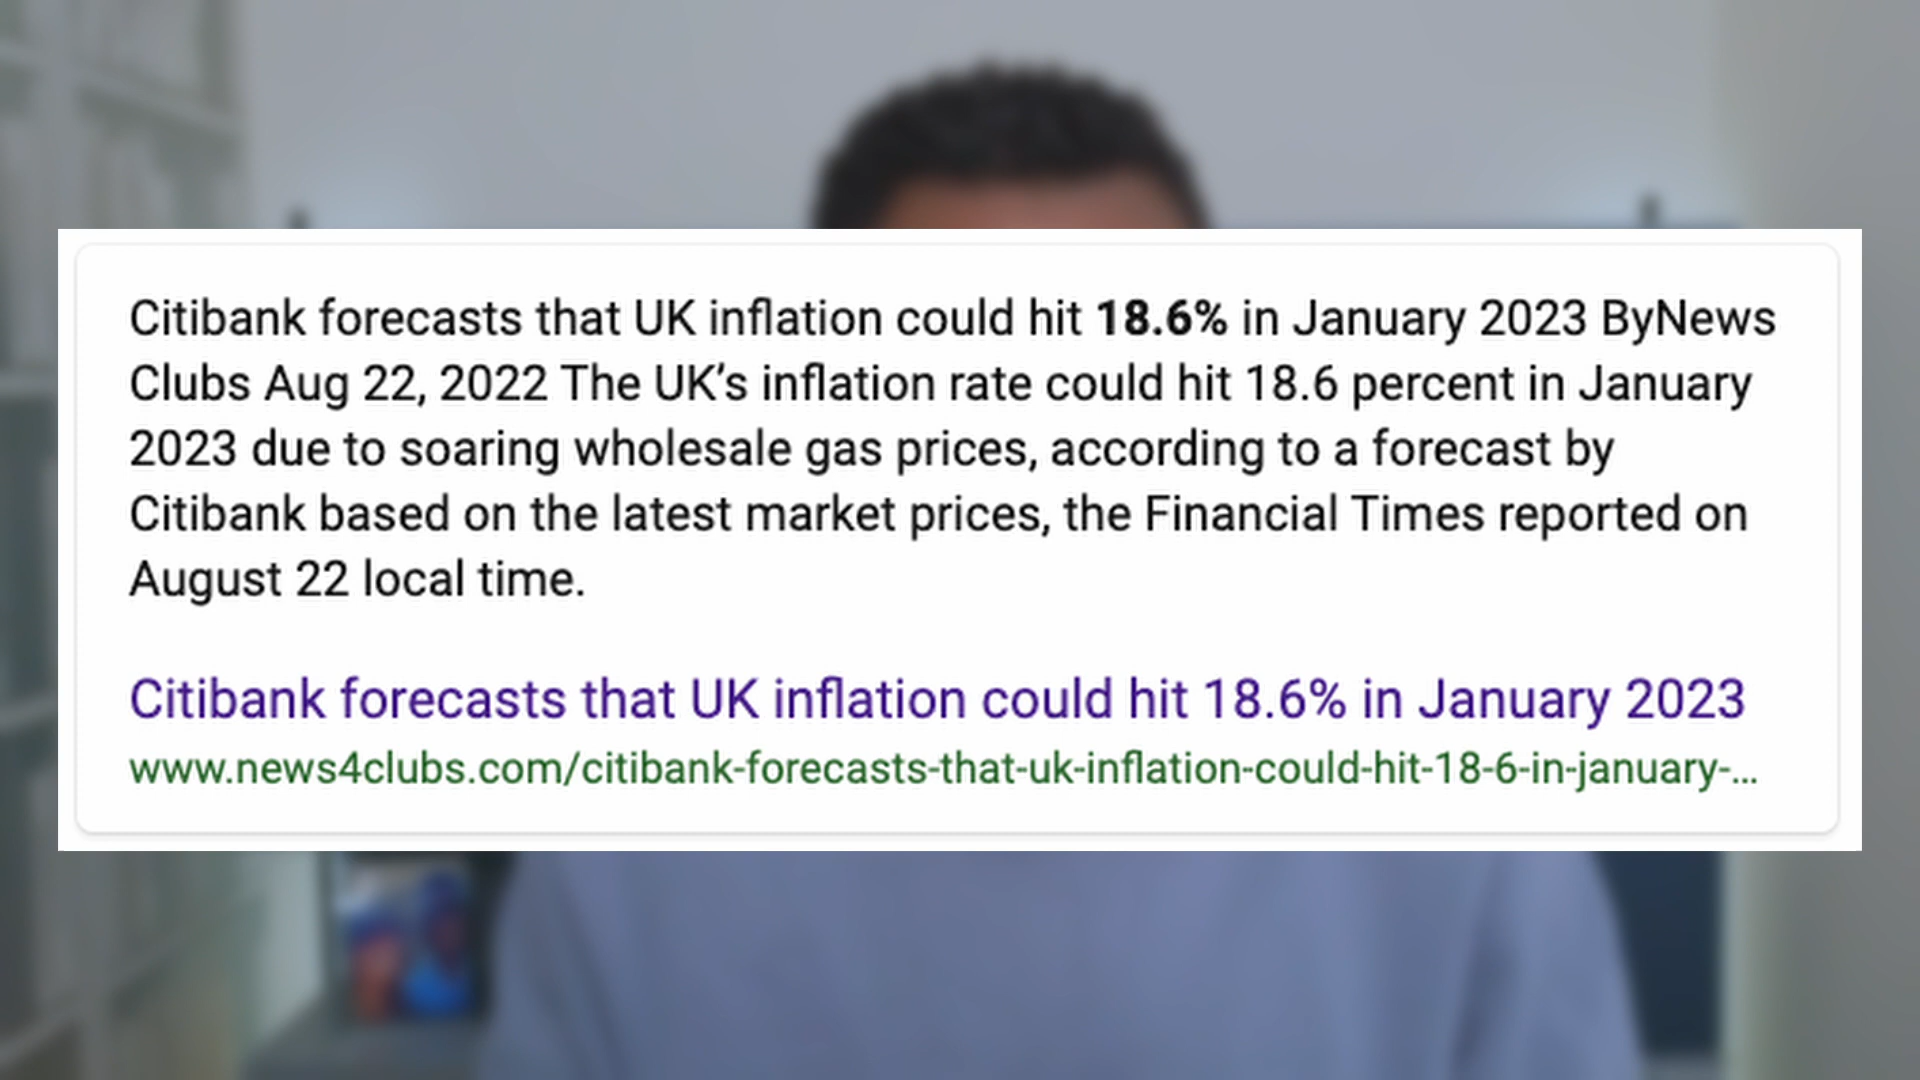 Citibank forecasts that UK inflation could hit 18.6% in January 2023 ByNews
Clubs Aug 22, 2022 The UK’s inflation rate could hit 18.6 percent in January
2023 due to soaring wholesale gas prices, according to a forecast by
Citibank based on the latest market prices, the Financial Times reported on
August 22 local time.
Citibank forecasts that UK inflation could hit 18.6% in January 2023
www.news4clubs.com/citibank-forecasts-that-uk-inflation-could-hit-18-6-in-january-...